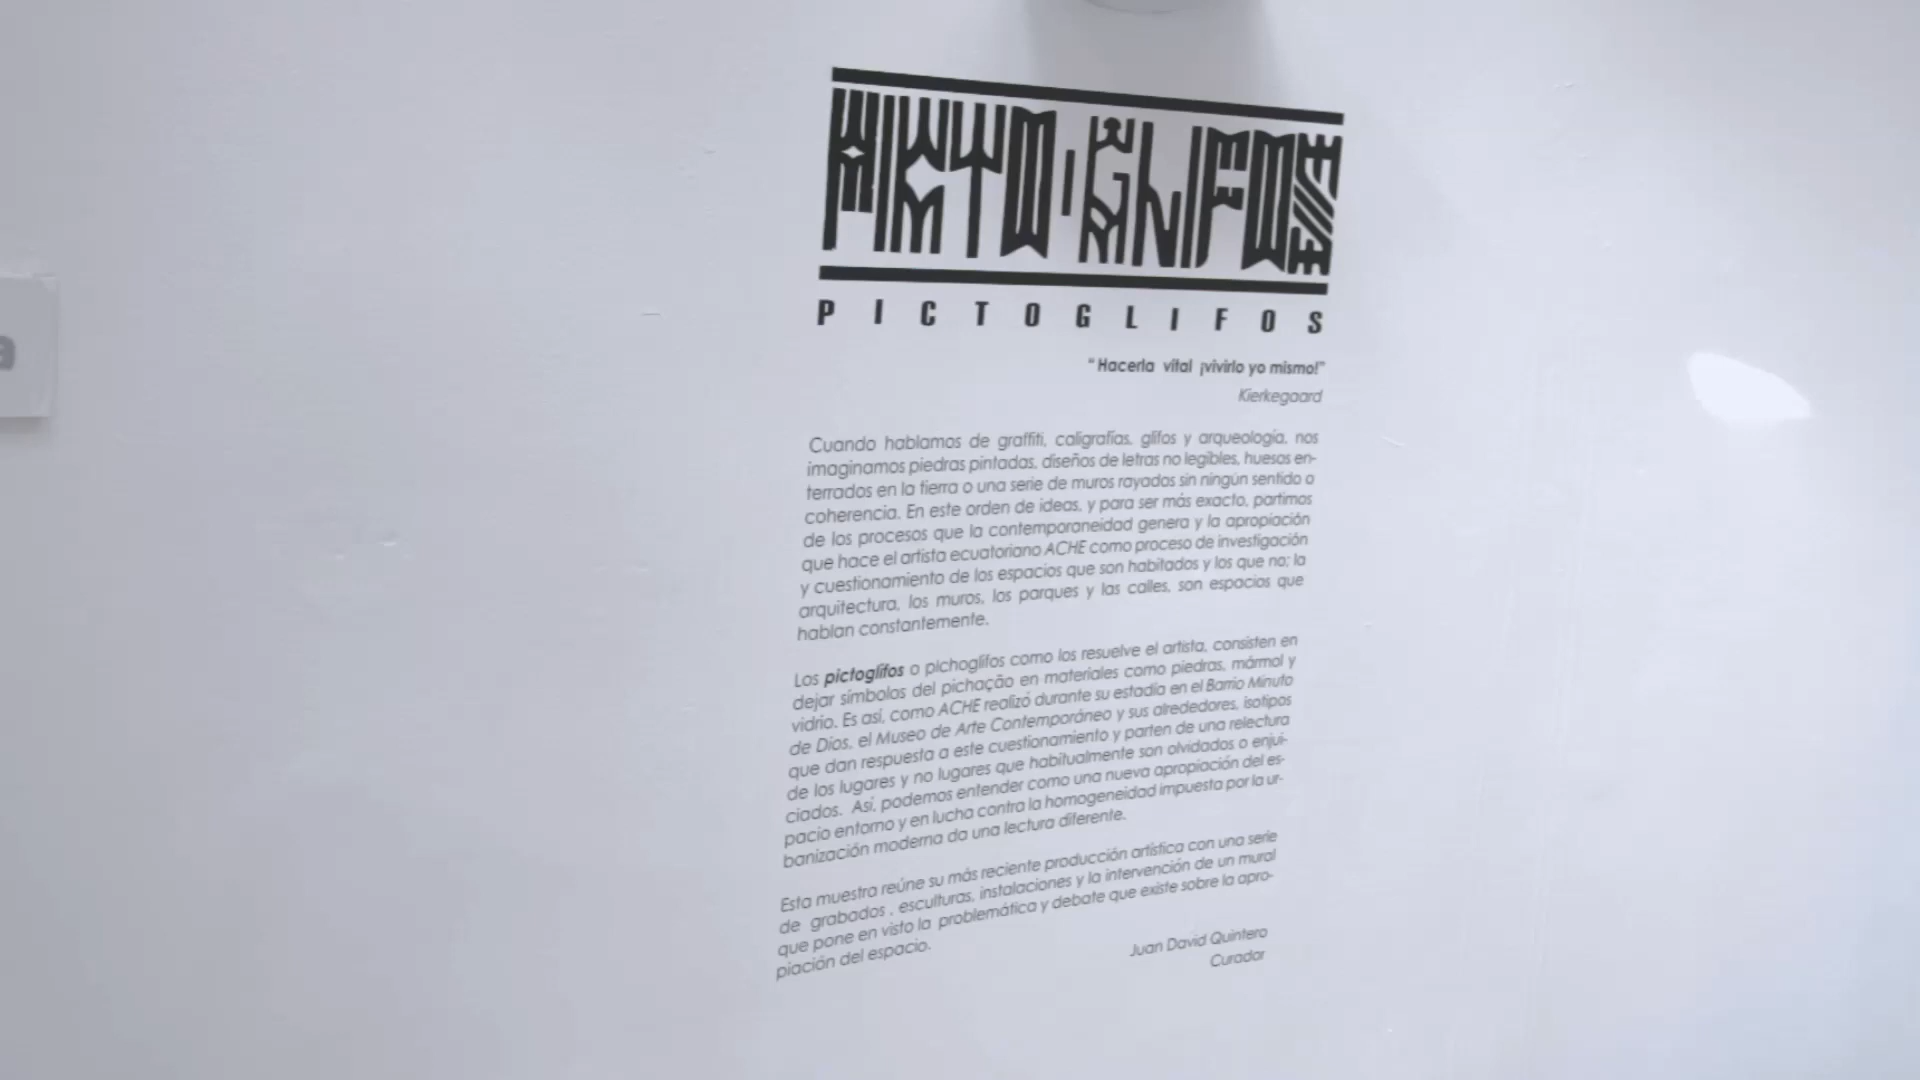 PICTOGLIFOS
PICTOGLIFOS
"Hacerla vital ¡vivirlo yo mismo!"
Kierkegaard
Cuando hablamos de graffiti, caligrafías, glifos y arqueología, nos
imaginamos piedras pintadas, diseños de letras no legibles, huesos en-
terrados en la tierra o una serie de muros rayados sin ningún sentido o
coherencia. En este orden de ideas, y para ser más exacto, partimos
de los procesos que la contemporaneidad genera y la apropiación
que hace el artista ecuatoriano ACHE como proceso de investigación
y cuestionamiento de los espacios que son habitados y los que no; la
arquitectura, los muros, los parques y las calles, son espacios que
hablan constantemente.
Los pictoglifos o pichoglifos como los resuelve el artista, consisten en
dejar símbolos del pichação en materiales como piedras, mármol y
vidrio. Es así, como ACHE realizó durante su estadía en el Barrio Minuto
de Dios, el Museo de Arte Contemporáneo y sus alrededores, isotipos
que dan respuesta a este cuestionamiento y parten de una relectura
de los lugares y no lugares que habitualmente son olvidados o enjui-
ciados. Así, podemos entender como una nueva apropiación del es-
pacio entorno y en lucha contra la homogeneidad impuesta por la ur-
banización moderna da una lectura diferente.
Esta muestra reúne su más reciente producción artística con una serie
de grabados , esculturas, instalaciones y la intervención de un mural
que pone en visto la problemática y debate que existe sobre la apro-
piación del espacio.
Juan David Quintero
Curador